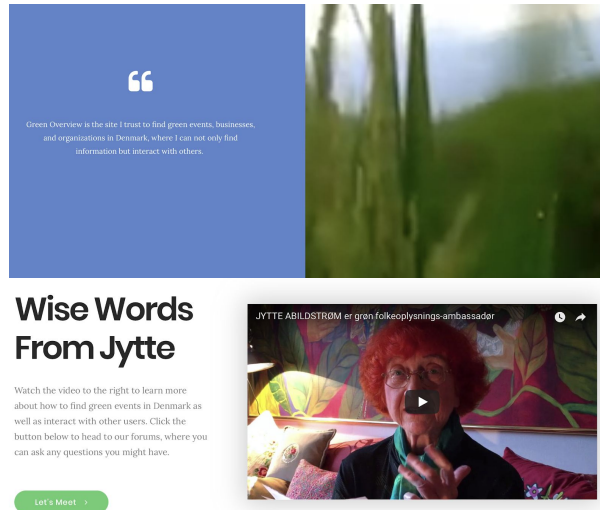 “
Green Overview is the site I trust to find green events, businesses,
and organizations in Denmark, where I can not only find
information but interact with others.
Wise Words
From Jytte
Watch the video to the right to learn more
about how to find green events in Denmark as
well as interact with other users. Click the
button below to head to our forums, where you
can ask any questions you might have.
Let's Meet >
JYTTE ABILDSTRØM er grøn folkeoplysnings-ambassadør